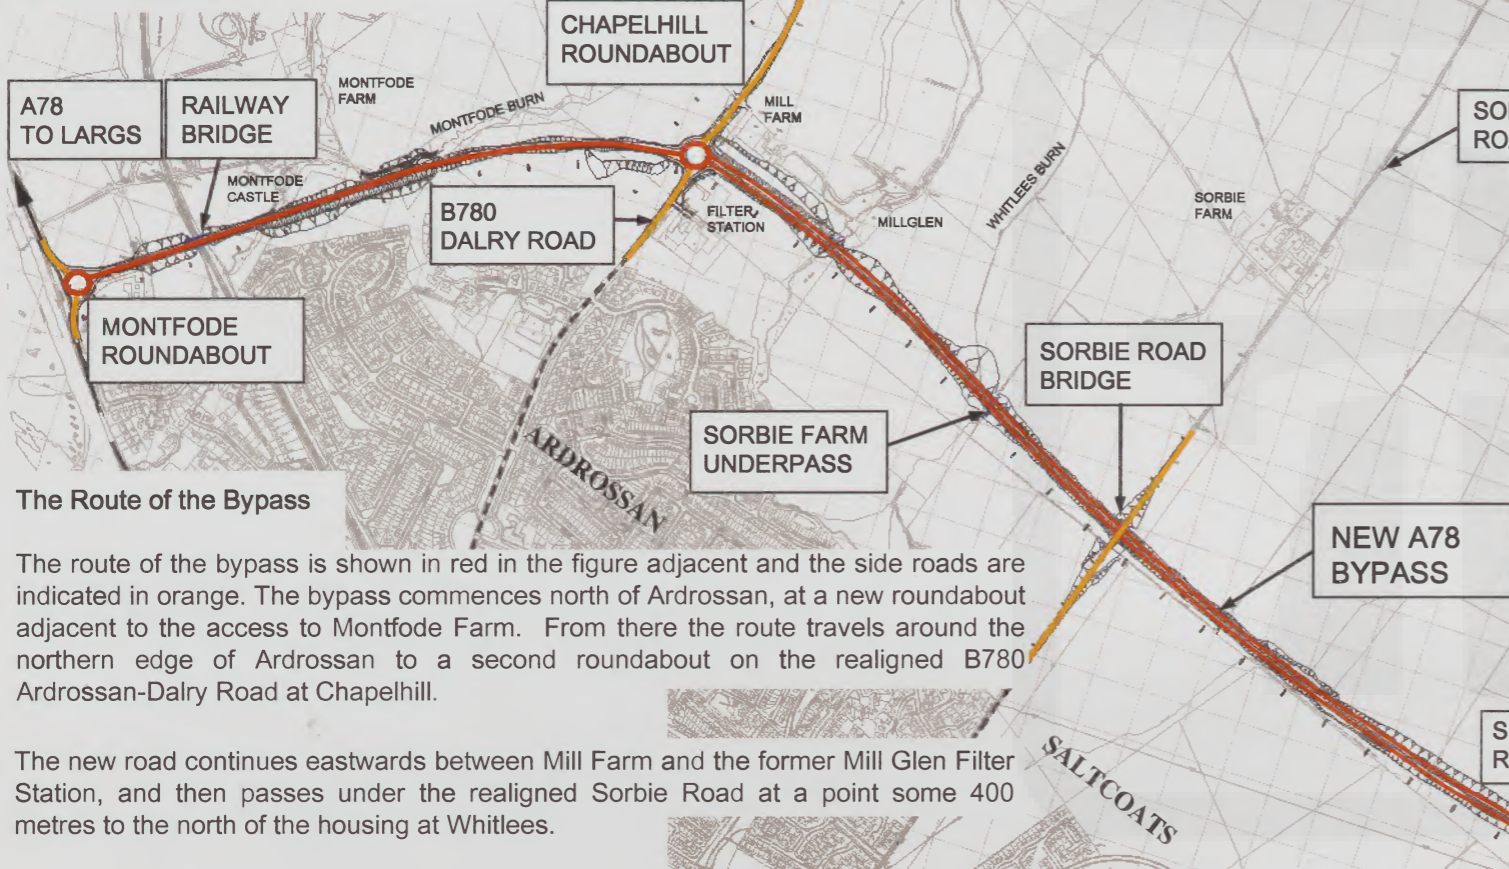 CHAPELHILL
ROUNDABOUT
A78
TO LARGS
RAILWAY
BRIDGE
MONTFODE
FARM
MONTFODE BURN
MILL
FARM
SO
RO
MONTFODE
CASTLE
B780
DALRY ROAD
FILTER
STATION
MILLGLEN
WHITLEES BURN
SORBIE
FARM
MONTFODE
ROUNDABOUT
SORBIE ROAD
BRIDGE
SORBIE FARM
UNDERPASS
ARDROSSAN
NEW A78
BYPASS
The Route of the Bypass
The route of the bypass is shown in red in the figure adjacent and the side roads are
indicated in orange. The bypass commences north of Ardrossan, at a new roundabout
adjacent to the access to Montfode Farm. From there the route travels around the
northern edge of Ardrossan to a second roundabout on the realigned B780
Ardrossan-Dalry Road at Chapelhill.
The new road continues eastwards between Mill Farm and the former Mill Glen Filter
Station, and then passes under the realigned Sorbie Road at a point some 400
metres to the north of the housing at Whitlees.
SALTCOATS
S
R